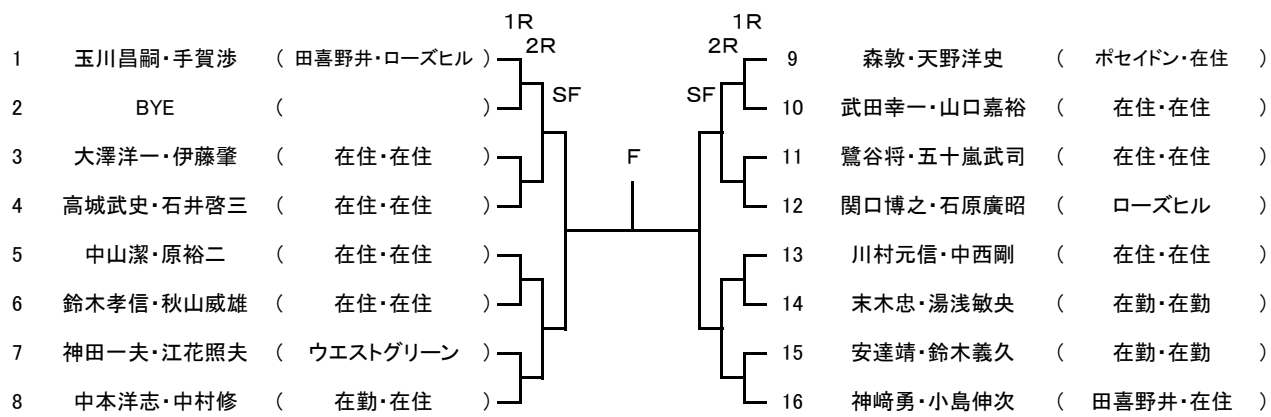 1R 1R
2R 2R
1 玉川昌嗣・手賀渉 ( 田喜野井・ローズヒル ) 9 森敦・天野洋史 ( ポセイドン・在住 )
SF SF
2 BYE ( ) 10 武田幸一・山口嘉裕 ( 在住・在住 )
3 大澤洋一・伊藤肇 ( 在住・在住 ) F 11 鷺谷将・五十嵐武司 ( 在住・在住 )
4 高城武史・石井啓三 ( 在住・在住 ) 12 関口博之・石原廣昭 ( ローズヒル )
5 中山潔・原裕二 ( 在住・在住 ) 13 川村元信・中西剛 ( 在住・在住 )
6 鈴木孝信・秋山威雄 ( 在住・在住 ) 14 末木忠・湯浅敏央 ( 在勤・在勤 )
7 神田一夫・江花照夫 ( ウエストグリーン ) 15 安達靖・鈴木義久 ( 在勤・在勤 )
8 中本洋志・中村修 ( 在勤・在住 ) 16 神﨑勇・小島伸次 ( 田喜野井・在住 )